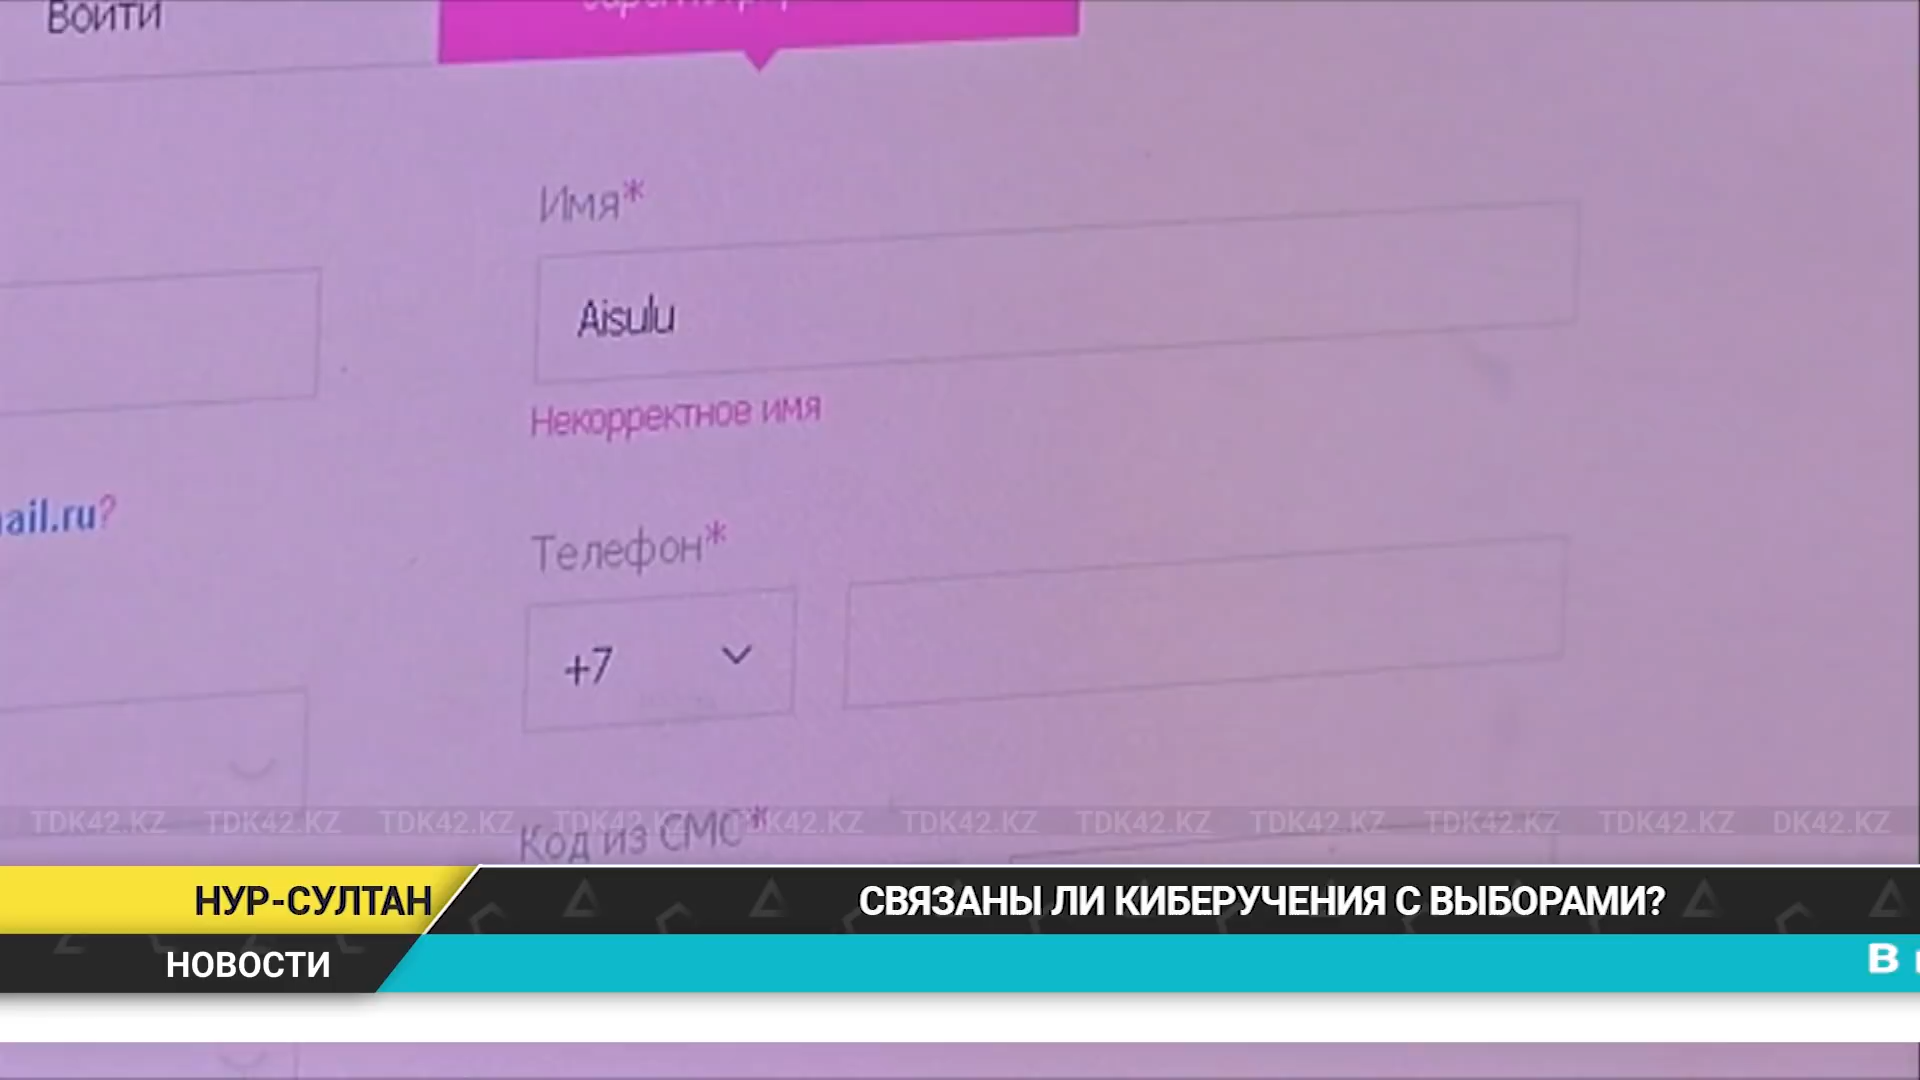 Войти
Имя*
Aisulu
Некорректное имя
ail.ru?
Телефон*
+7
Код из СМС*
TDK42.KZ TDK42.KZ TDK42.KZ TDK42.KZ TDK42.KZ TDK42.KZ TDK42.KZ TDK42.KZ TDK42.KZ TDK42.KZ DK42.KZ
НУР-СУЛТАН
СВЯЗАНЫ ЛИ КИБЕРУЧЕНИЯ С ВЫБОРАМИ?
НОВОСТИ
В